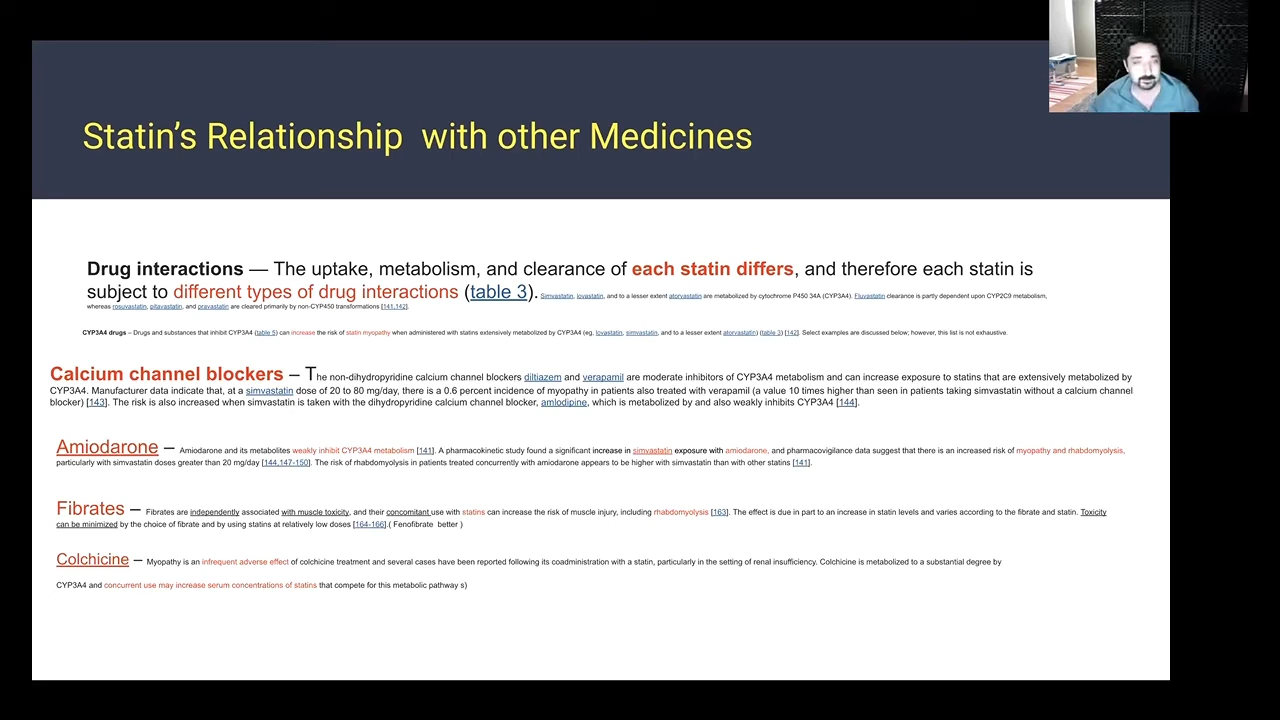 Statin's Relationship with other Medicines
Drug interactions — The uptake, metabolism, and clearance of each statin differs, and therefore each statin is
subject to different types of drug interactions (table 3). Simvastatin, lovastatin, and to a lesser extent atorvastatin are metabolized by cytochrome P450 34A (CYP3A4). Fluvastatin clearance is partly dependent upon CYP2C9 metabolism,
whereas rosuvastatin, pitavastatin, and pravastatin are cleared primarily by non-CYP450 transformations [141,142].
CYP3A4 drugs – Drugs and substances that inhibit CYP3A4 (table 5) can increase the risk of statin myopathy when administered with statins extensively metabolized by CYP3A4 (eg, lovastatin, simvastatin, and to a lesser extent atorvastatin) (table 3) [142]. Select examples are discussed below; however, this list is not exhaustive.
Calcium channel blockers – The non-dihydropyridine calcium channel blockers diltiazem and verapamil are moderate inhibitors of CYP3A4 metabolism and can increase exposure to statins that are extensively metabolized by
CYP3A4. Manufacturer data indicate that, at a simvastatin dose of 20 to 80 mg/day, there is a 0.6 percent incidence of myopathy in patients also treated with verapamil (a value 10 times higher than seen in patients taking simvastatin without a calcium channel
blocker) [143]. The risk is also increased when simvastatin is taken with the dihydropyridine calcium channel blocker, amlodipine, which is metabolized by and also weakly inhibits CYP3A4 [144].
Amiodarone – Amiodarone and its metabolites weakly inhibit CYP3A4 metabolism [141]. A pharmacokinetic study found a significant increase in simvastatin exposure with amiodarone, and pharmacovigilance data suggest that there is an increased risk of myopathy and rhabdomyolysis,
particularly with simvastatin doses greater than 20 mg/day [144,147-150]. The risk of rhabdomyolysis in patients treated concurrently with amiodarone appears to be higher with simvastatin than with other statins [141].
Fibrates – Fibrates are independently associated with muscle toxicity, and their concomitant use with statins can increase the risk of muscle injury, including rhabdomyolysis [163]. The effect is due in part to an increase in statin levels and varies according to the fibrate and statin. Toxicity
can be minimized by the choice of fibrate and by using statins at relatively low doses [164-166].( Fenofibrate better )
Colchicine – Myopathy is an infrequent adverse effect of colchicine treatment and several cases have been reported following its coadministration with a statin, particularly in the setting of renal insufficiency. Colchicine is metabolized to a substantial degree by
CYP3A4 and concurrent use may increase serum concentrations of statins that compete for this metabolic pathway s)